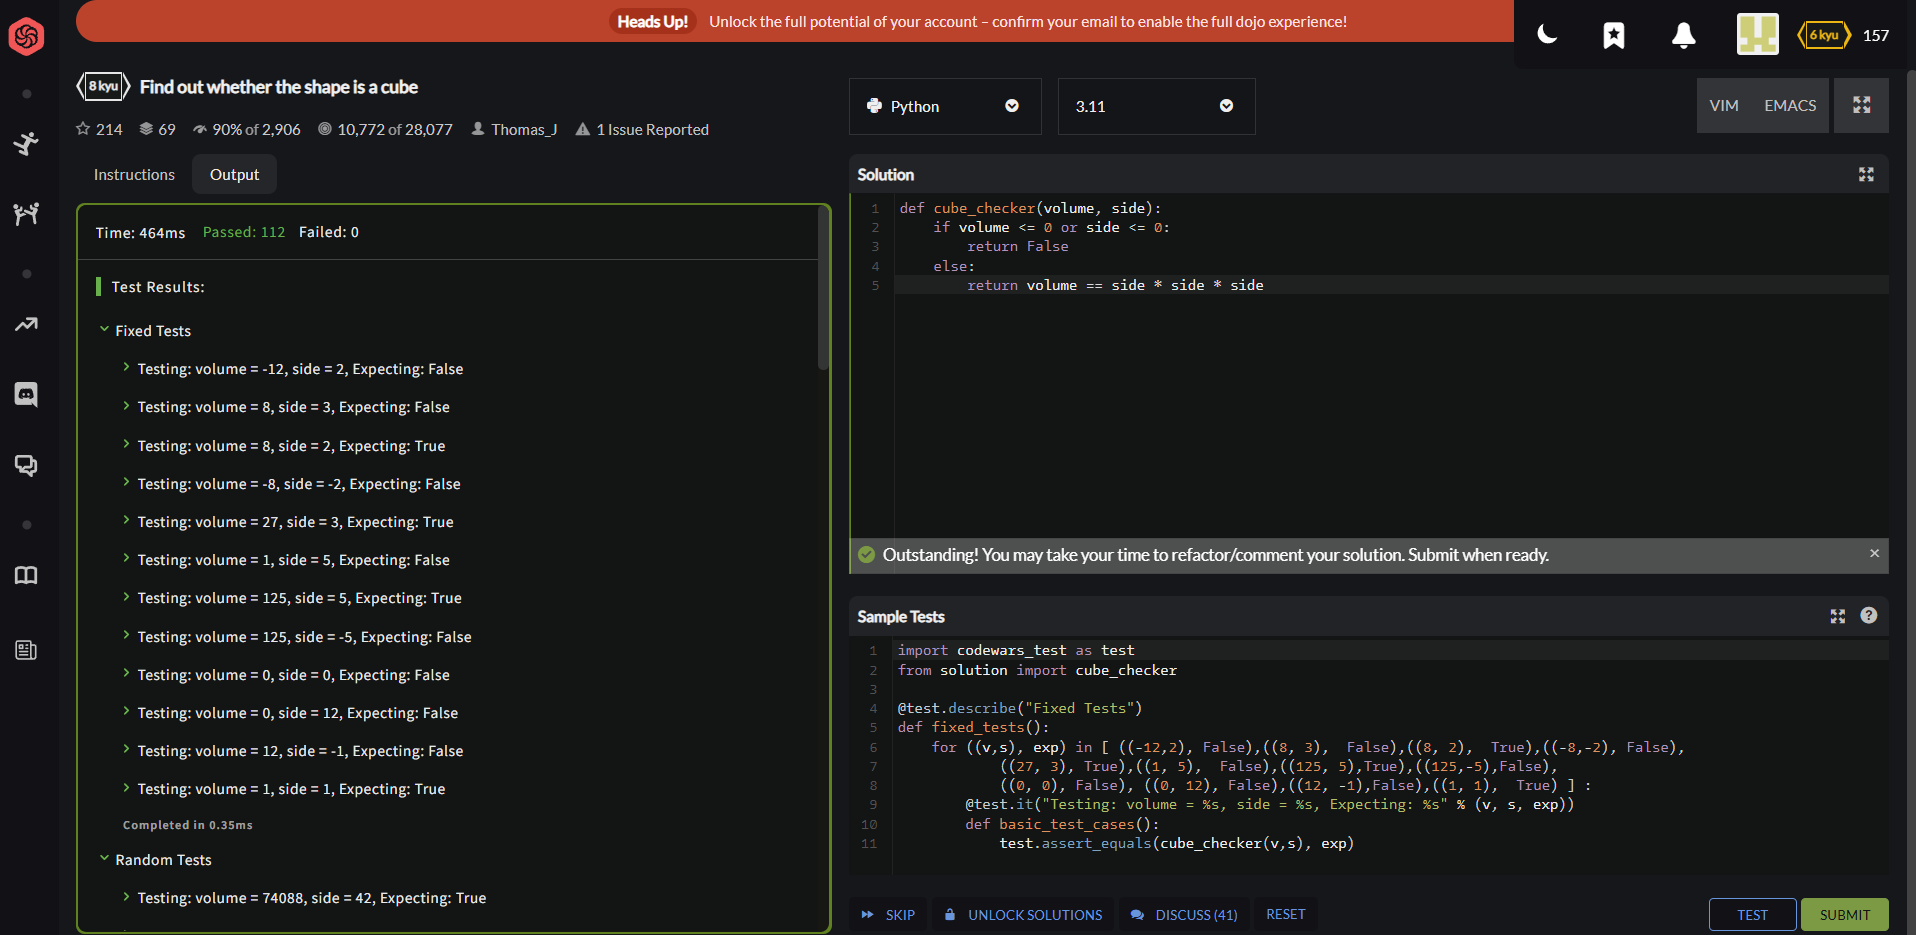 Heads Up! Unlock the full potential of your account – confirm your email to enable the full dojo experience!
6 kyu 157
8 kyu Find out whether the shape is a cube
214 69 90% of 2,906 10,772 of 28,077 Thomas_J 1 Issue Reported
Instructions Output
Time: 464ms Passed: 112 Failed: 0
Test Results:
Fixed Tests
Testing: volume = -12, side = 2, Expecting: False
Testing: volume = 8, side = 3, Expecting: False
Testing: volume = 8, side = 2, Expecting: True
Testing: volume = -8, side = -2, Expecting: False
Testing: volume = 27, side = 3, Expecting: True
Testing: volume = 1, side = 5, Expecting: False
Testing: volume = 125, side = 5, Expecting: True
Testing: volume = 125, side = -5, Expecting: False
Testing: volume = 0, side = 0, Expecting: False
Testing: volume = 0, side = 12, Expecting: False
Testing: volume = 12, side = -1, Expecting: False
Testing: volume = 1, side = 1, Expecting: True
Completed in 0.35ms
Random Tests
Testing: volume = 74088, side = 42, Expecting: True
Python 3.11 VIM EMACS
Solution
1 def cube_checker(volume, side):
2 if volume <= 0 or side <= 0:
3 return False
4 else:
5 return volume == side * side * side
Outstanding! You may take your time to refactor/comment your solution. Submit when ready. ×
Sample Tests ?
1 import codewars_test as test
2 from solution import cube_checker
3
4 @test.describe("Fixed Tests")
5 def fixed_tests():
6 for ((v,s), exp) in [ ((-12,2), False),((8, 3), False),((8, 2), True),((-8,-2), False),
7 ((27, 3), True),((1, 5), False),((125, 5),True),((125,-5),False),
8 ((0, 0), False), ((0, 12), False),((12, -1),False),((1, 1), True) ] :
9 @test.it("Testing: volume = %s, side = %s, Expecting: %s" % (v, s, exp))
10 def basic_test_cases():
11 test.assert_equals(cube_checker(v,s), exp)
SKIP UNLOCK SOLUTIONS DISCUSS (41) RESET TEST SUBMIT